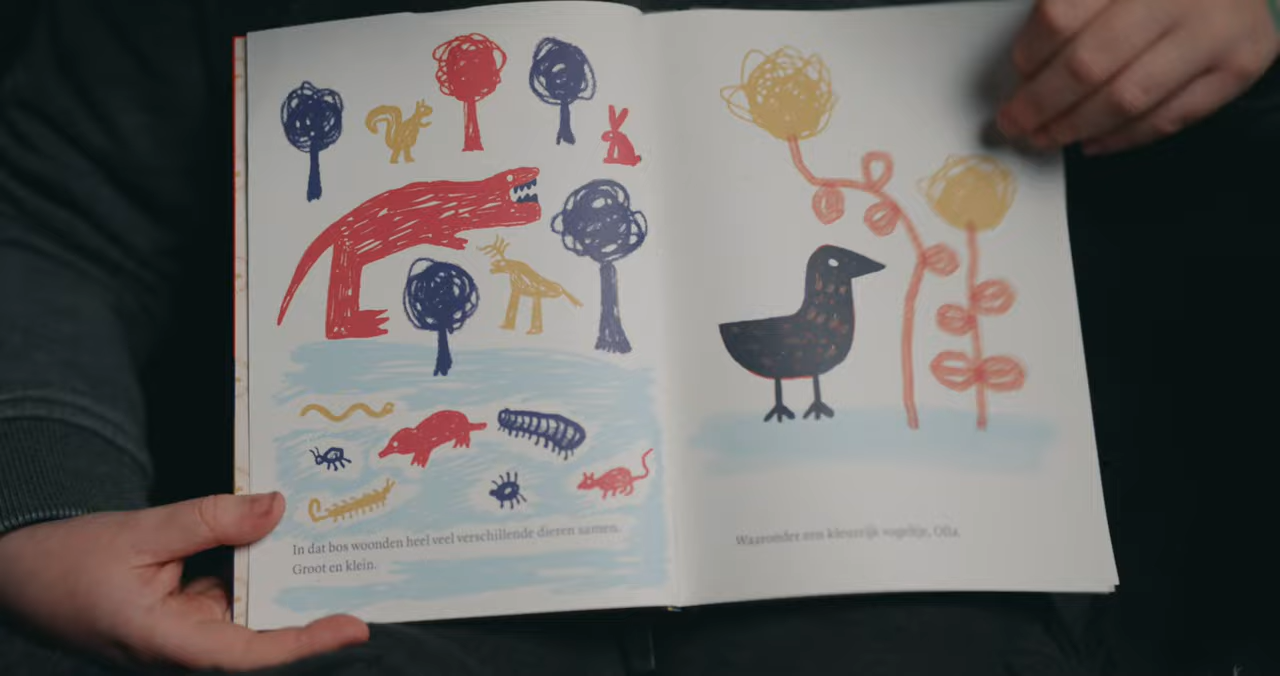 In dat bos woonden heel veel verschillende dieren samen.
Groot en klein.
Waaronder een kleurrijk vogeltje, Olla